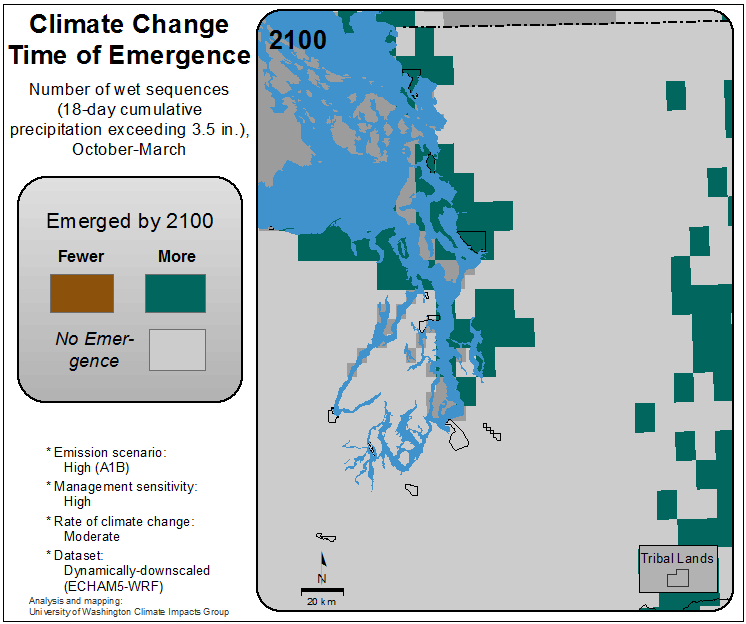 Climate Change
Time of Emergence
Number of wet sequences
(18-day cumulative
precipitation exceeding 3.5 in.),
October-March
Emerged by 2100
Fewer More
No Emer-
gence
* Emission scenario:
High (A1B)
* Management sensitivity:
High
* Rate of climate change:
Moderate
* Dataset:
Dynamically-downscaled
(ECHAM5-WRF)
Analysis and mapping:
University of Washington Climate Impacts Group
2100
N
20 km
Tribal Lands